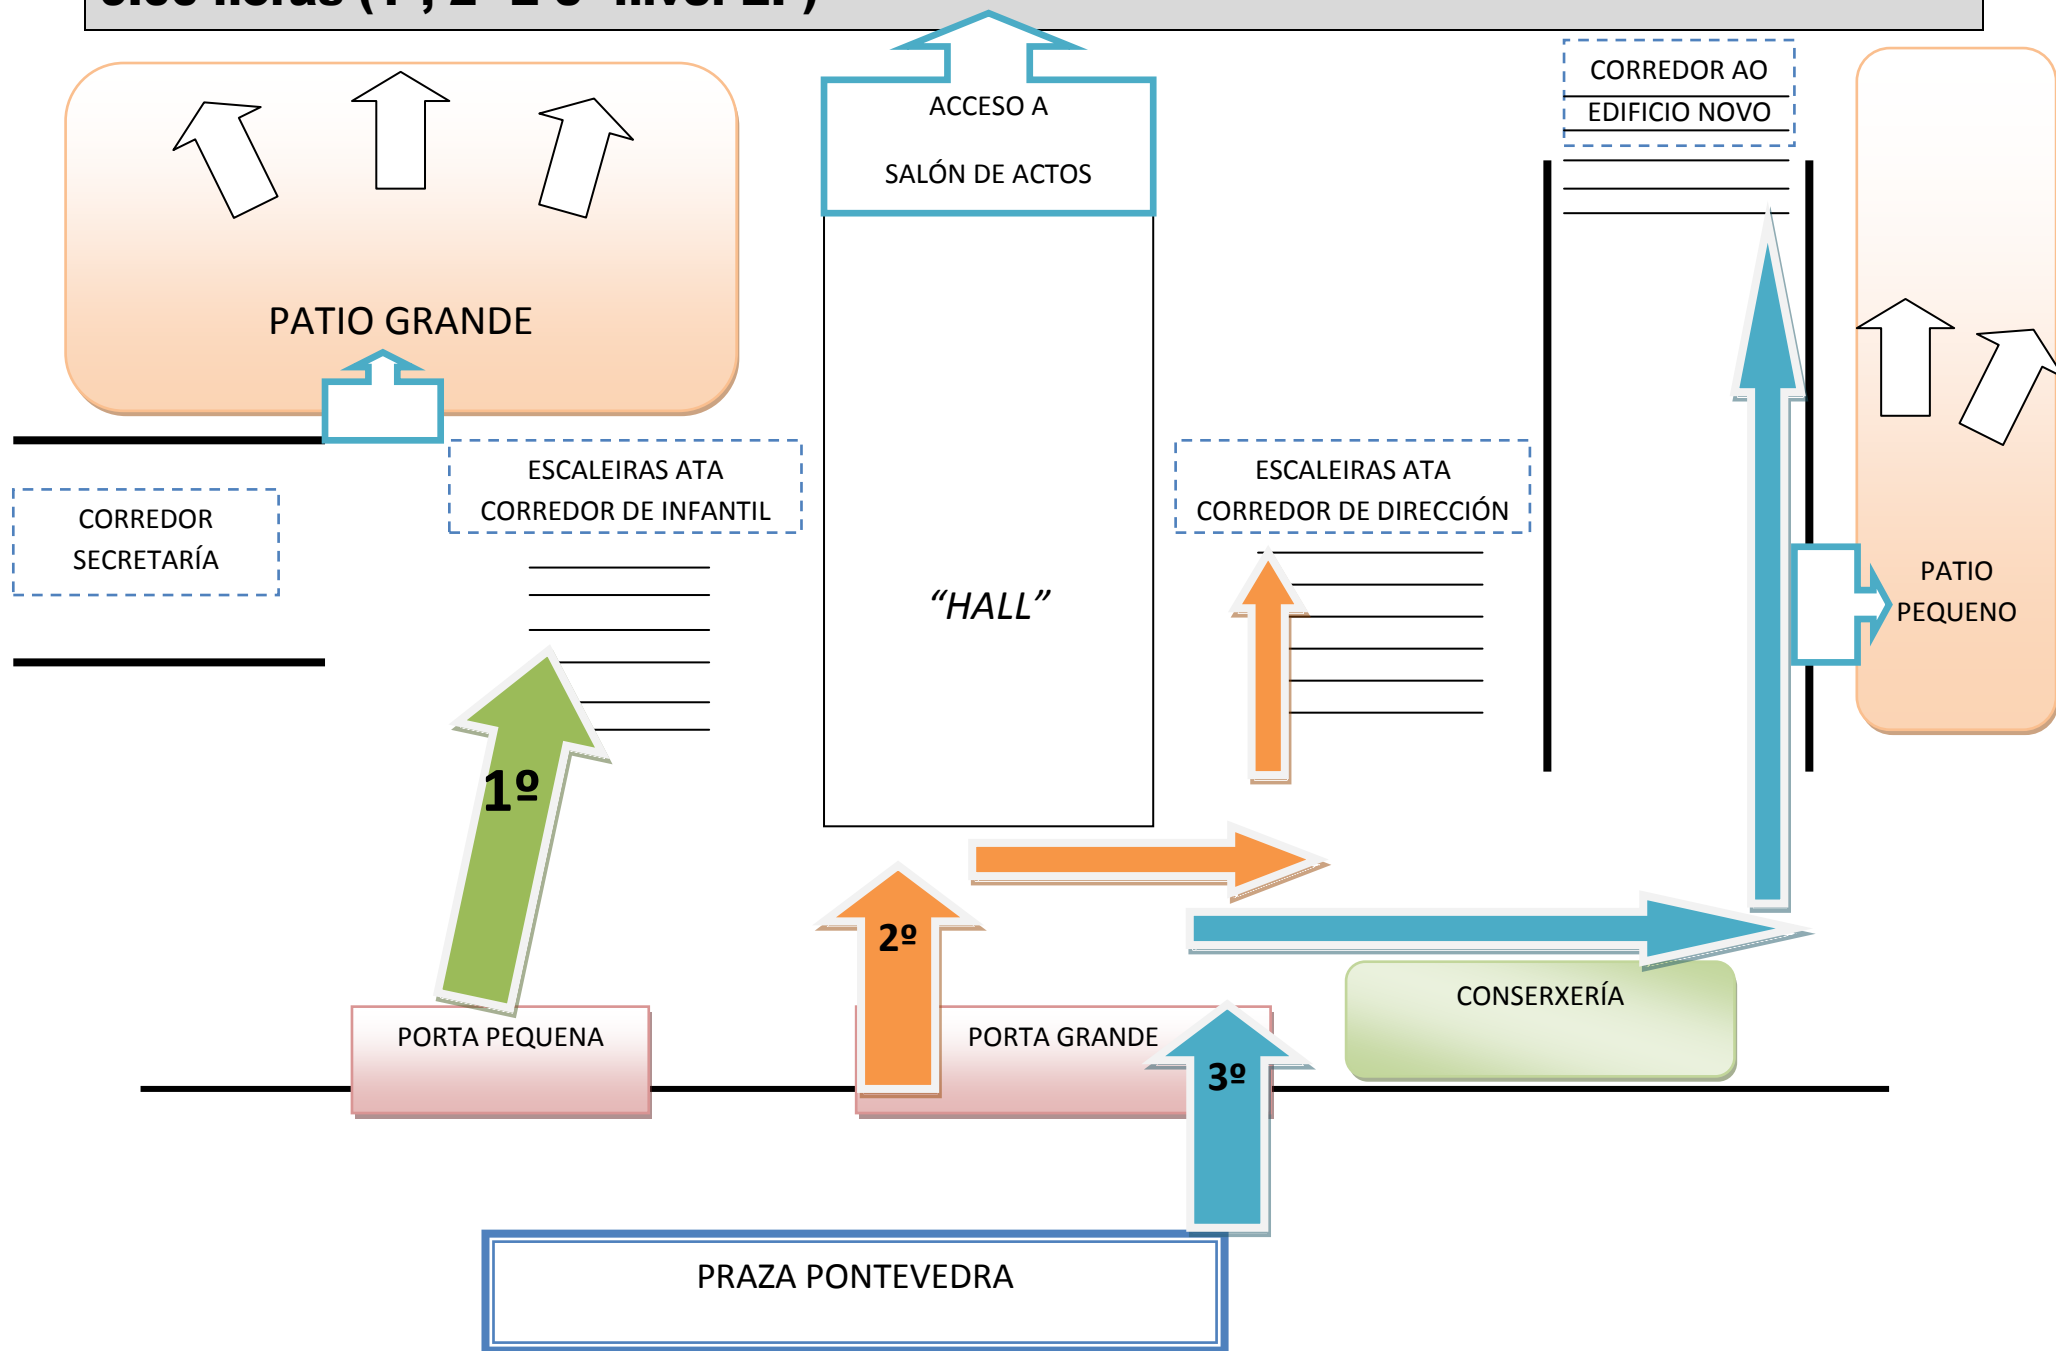 CORREDOR AO
EDIFICIO NOVO
ACCESO A
SALÓN DE ACTOS
PATIO GRANDE
ESCALEIRAS ATA
CORREDOR DE INFANTIL
ESCALEIRAS ATA
CORREDOR DE DIRECCIÓN
CORREDOR
SECRETARÍA
“HALL”
PATIO
PEQUENO
1º
2º
CONSERXERÍA
PORTA PEQUENA
PORTA GRANDE
3º
PRAZA PONTEVEDRA